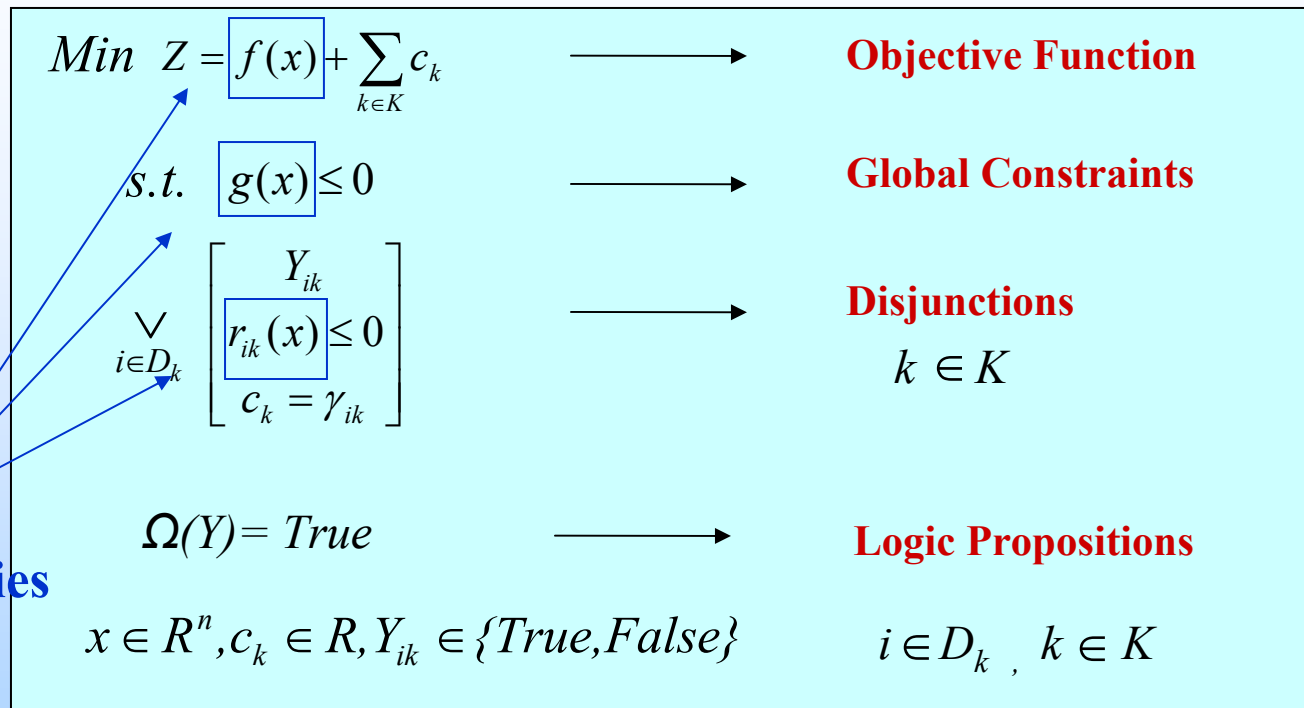 Min Z = f(x) + ∑ c_k Objective Function
k∈K
s.t. g(x) ≤ 0 Global Constraints
Y_ik
∨ r_ik(x) ≤ 0 Disjunctions
i∈D_k k ∈ K
c_k = γ_ik
Ω(Y) = True Logic Propositions
ies
x ∈ R^n, c_k ∈ R, Y_ik ∈ {True, False} i ∈ D_k , k ∈ K